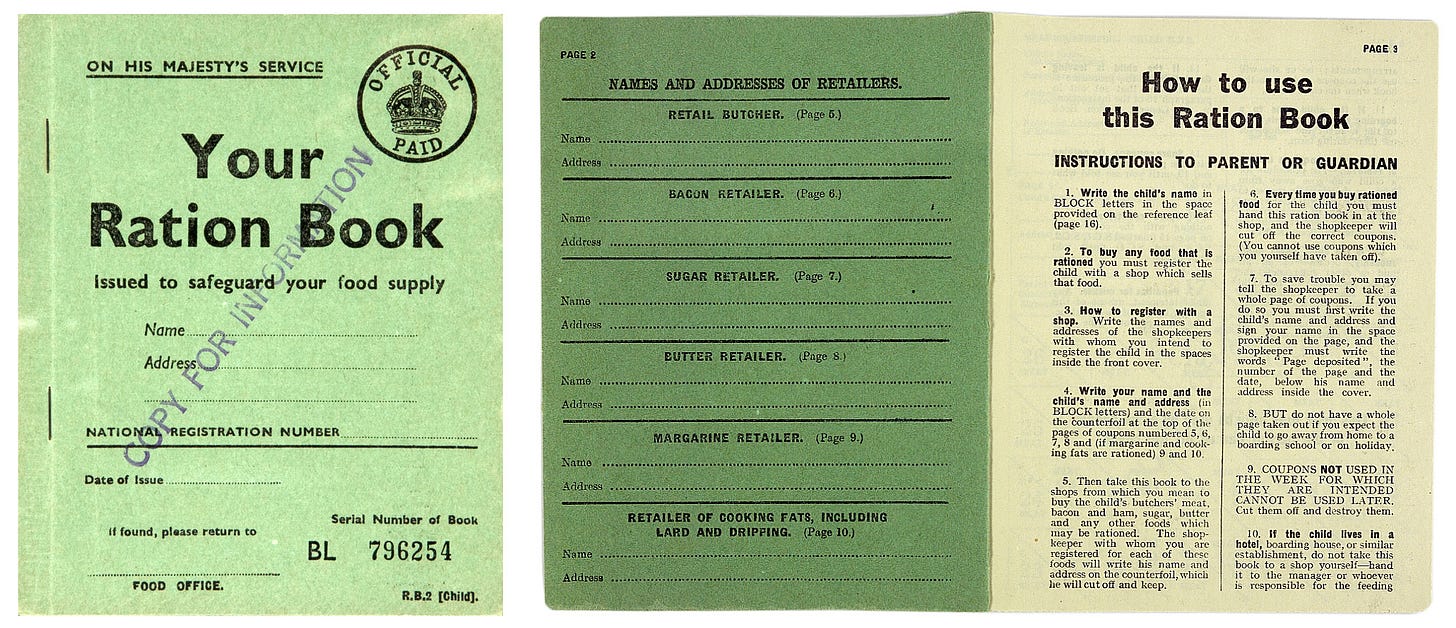 ON HIS MAJESTY'S SERVICE
OFFICIAL
PAID
Your
Ration Book
Issued to safeguard your food supply
Name
Address
COPY FOR INFORMATION
NATIONAL REGISTRATION NUMBER
Date of Issue
Serial Number of Book
If found, please return to
BL 796254
FOOD OFFICE.
R.B.2 [Child].
PAGE 2
NAMES AND ADDRESSES OF RETAILERS.
RETAIL BUTCHER. (Page 5.)
Name
Address
BACON RETAILER. (Page 6.)
Name
Address
SUGAR RETAILER. (Page 7.)
Name
Address
BUTTER RETAILER. (Page 8.)
Name
Address
MARGARINE RETAILER. (Page 9.)
Name
Address
RETAILER OF COOKING FATS, INCLUDING
LARD AND DRIPPING. (Page 10.)
Name
Address
PAGE 3
How to use
this Ration Book
INSTRUCTIONS TO PARENT OR GUARDIAN
1. Write the child's name in
BLOCK letters in the space
provided on the reference leaf
(page 16).
2. To buy any food that is
rationed you must register the
child with a shop which sells
that food.
3. How to register with a
shop. Write the names and
addresses of the shopkeepers
with whom you intend to
register the child in the spaces
inside the front cover.
4. Write your name and the
child's name and address (in
BLOCK letters) and the date on
the counterfoil at the top of the
pages of coupons numbered 5, 6,
7, 8 and (if margarine and cook-
ing fats are rationed) 9 and 10.
5. Then take this book to the
shops from which you mean to
buy the child's butchers' meat,
bacon and ham, sugar, butter
and any other foods which
may be rationed. The shop-
keeper with whom you are
registered for each of these
foods will write his name and
address on the counterfoil, which
he will cut off and keep.
6. Every time you buy rationed
food for the child you must
hand this ration book in at the
shop, and the shopkeeper will
cut off the correct coupons.
(You cannot use coupons which
you yourself have taken off).
7. To save trouble you may
tell the shopkeeper to take a
whole page of coupons. If you
do so you must first write the
child's name and address and
sign your name in the space
provided on the page, and the
shopkeeper must write the
words "Page deposited", the
number of the page and the
date, below his name and
address inside the cover.
8. BUT do not have a whole
page taken out if you expect the
child to go away from home to a
boarding school or on holiday.
9. COUPONS NOT USED IN
THE WEEK FOR WHICH
THEY ARE INTENDED
CANNOT BE USED LATER.
Cut them off and destroy them.
10. If the child lives in a
hotel, boarding house, or similar
establishment, do not take this
book to a shop yourself—hand
it to the manager or whoever
is responsible for the feeding